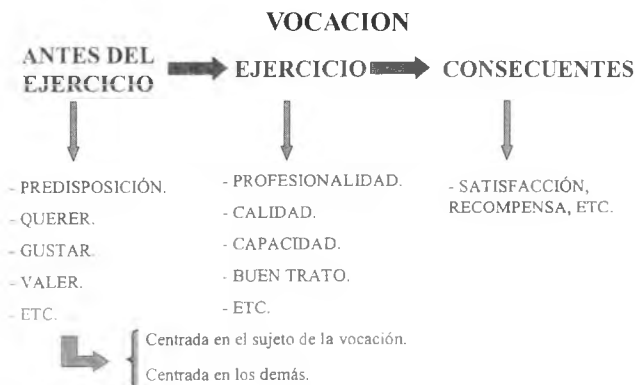 VOCACION
ANTES DEL
EJERCICIO
EJERCICIO
CONSECUENTES
- PREDISPOSICIÓN.
- QUERER.
- GUSTAR.
- VALER.
- ETC.
- PROFESIONALIDAD.
- CALIDAD.
- CAPACIDAD.
- BUEN TRATO.
- ETC.
- SATISFACCIÓN,
RECOMPENSA, ETC.
Centrada en el sujeto de la vocación.
Centrada en los demás.